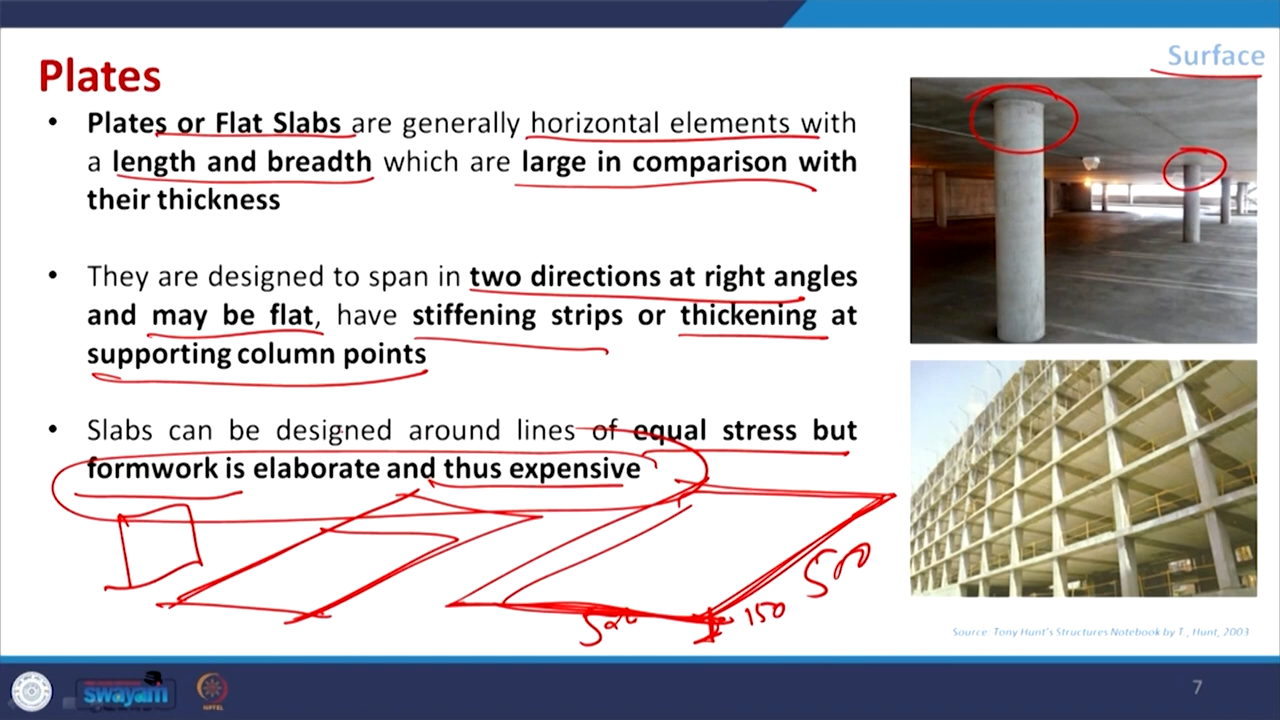 Surface
Plates
• Plates or Flat Slabs are generally horizontal elements with
a length and breadth which are large in comparison with
their thickness
• They are designed to span in two directions at right angles
and may be flat, have stiffening strips or thickening at
supporting column points
• Slabs can be designed around lines of equal stress but
formwork is elaborate and thus expensive
500
150
500
Source: Tony Hunt's Structures Notebook by T., Hunt, 2003
swayam
NPTEL
7